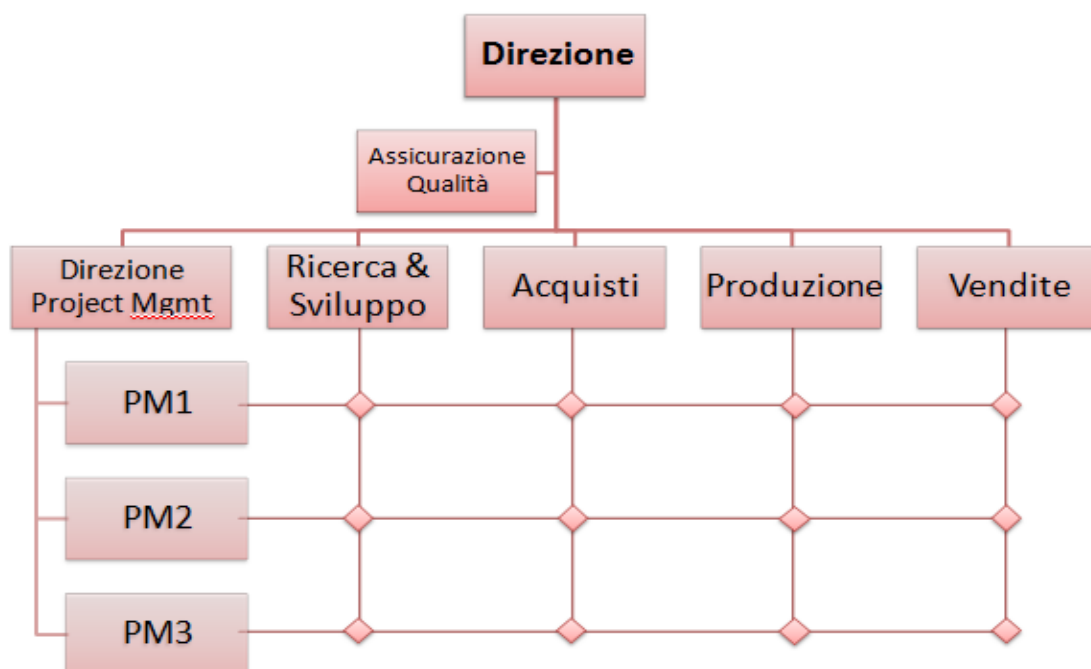 Direzione
Assicurazione
Qualità
Direzione
Project Mgmt
Ricerca &
Sviluppo
Acquisti
Produzione
Vendite
PM1
PM2
PM3